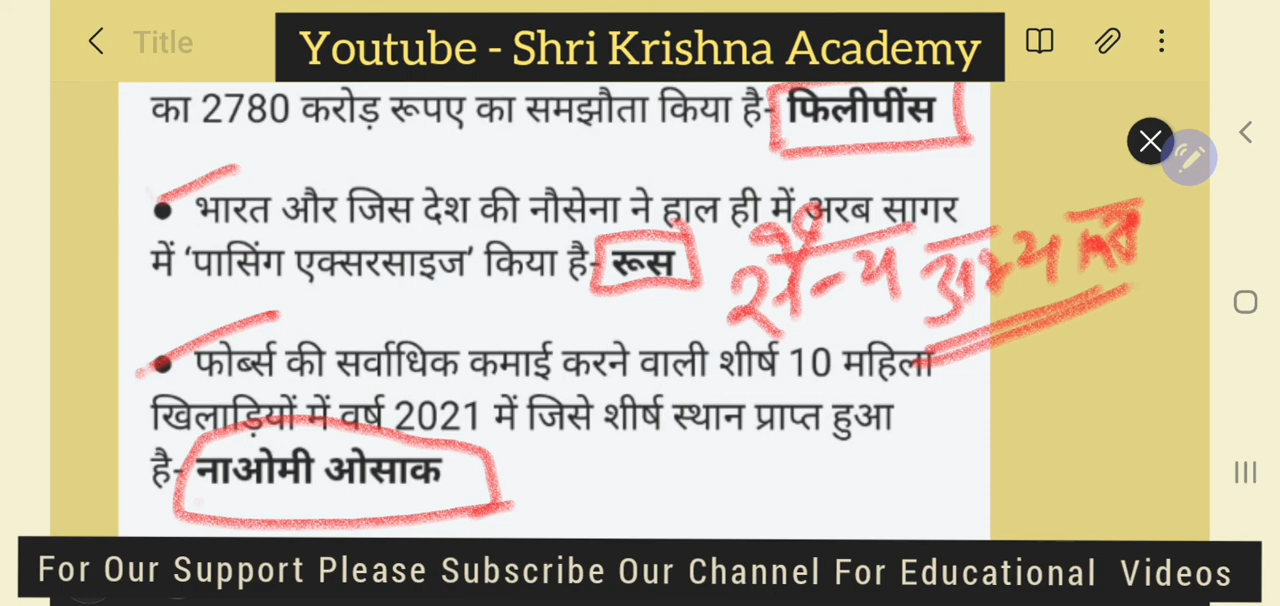 Title
Youtube - Shri Krishna Academy
का 2780 करोड़ रूपए का समझौता किया है- फिलीपींस
● भारत और जिस देश की नौसेना ने हाल ही में अरब सागर
में ‘पासिंग एक्सरसाइज’ किया है- रूस
सैन्य अभ्यास
● फोर्ब्स की सर्वाधिक कमाई करने वाली शीर्ष 10 महिला
खिलाड़ियों में वर्ष 2021 में जिसे शीर्ष स्थान प्राप्त हुआ
है- नाओमी ओसाक
For Our Support Please Subscribe Our Channel For Educational Videos